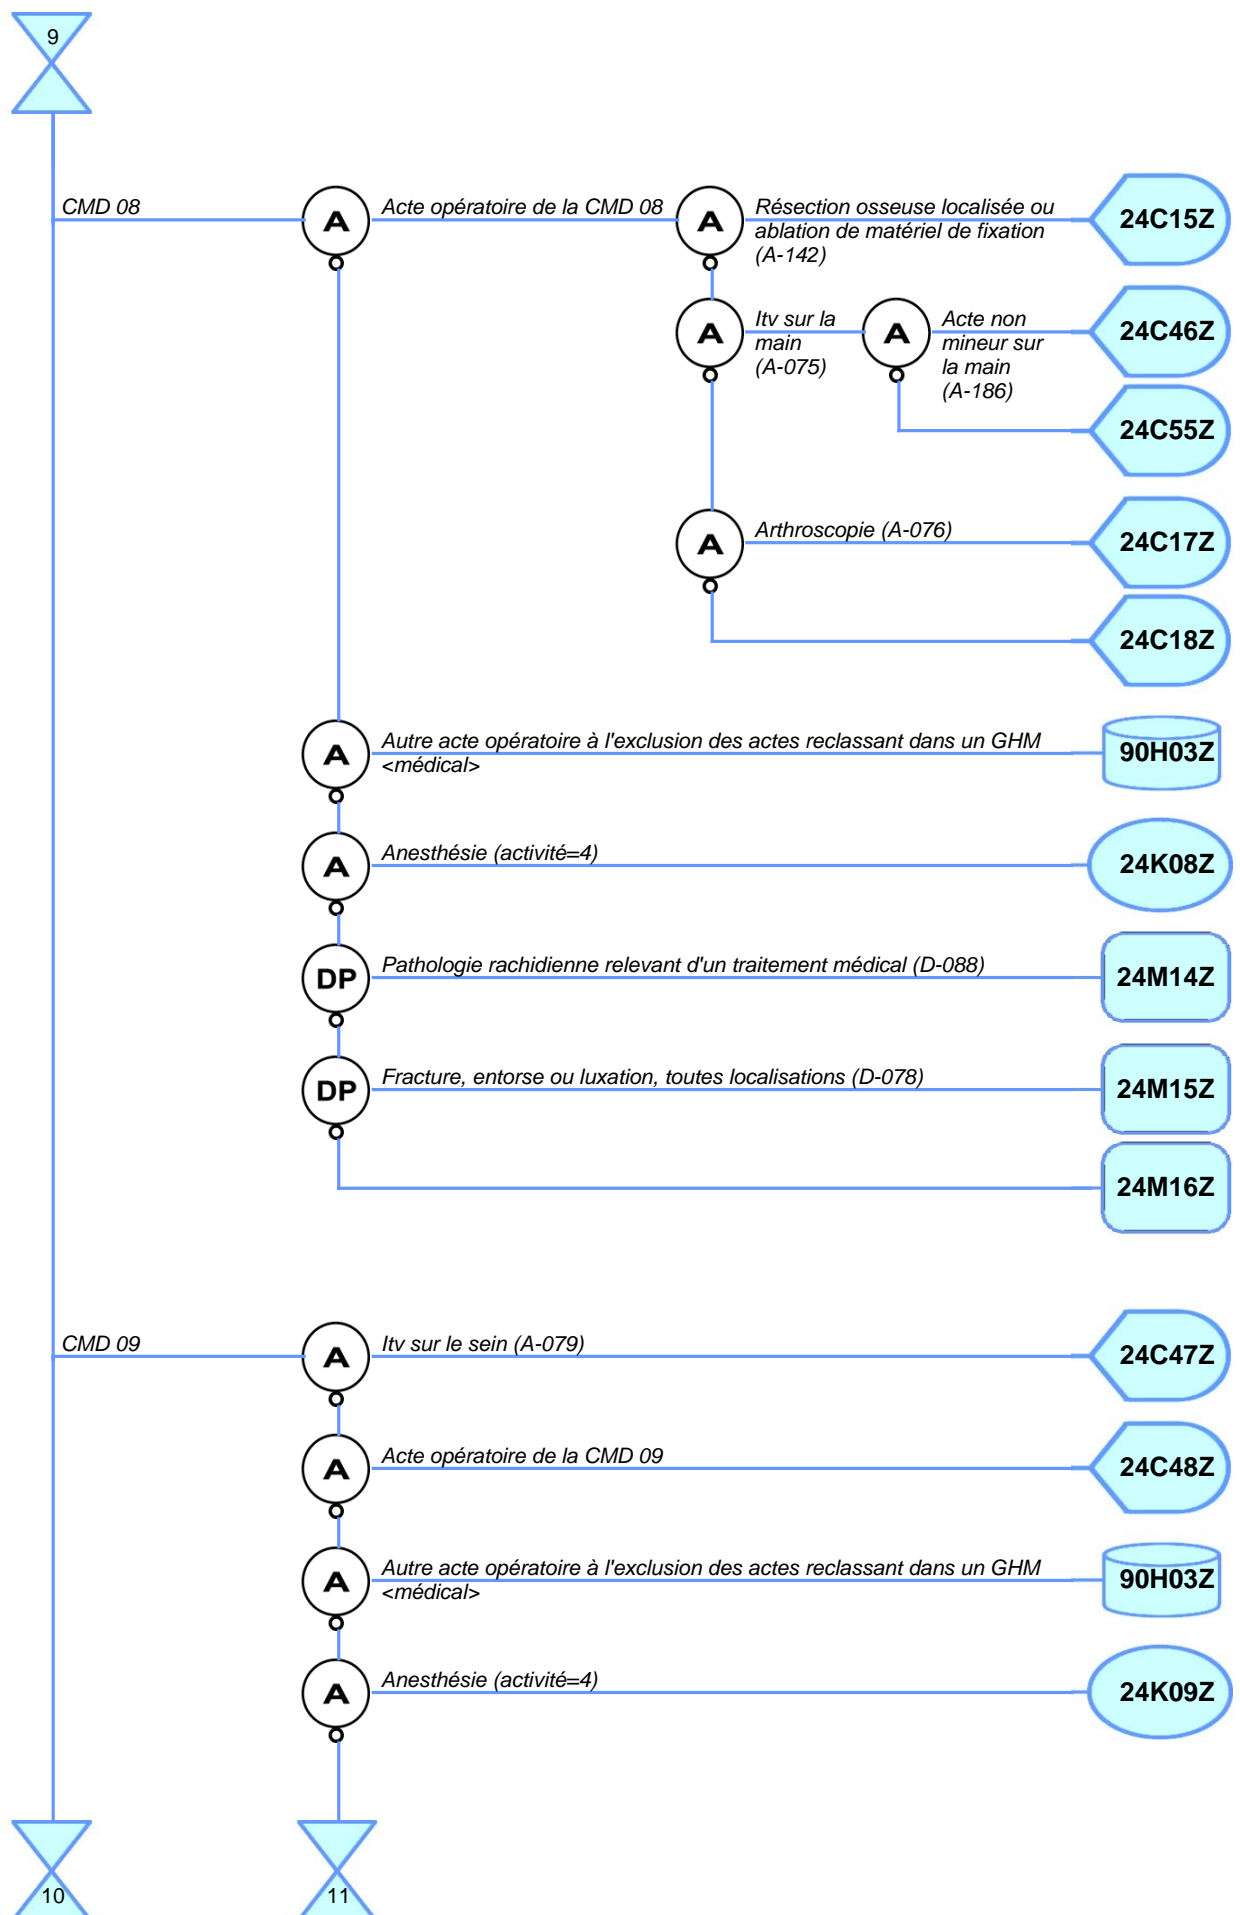 9
CMD 08
A
Acte opératoire de la CMD 08
A
Résection osseuse localisée ou
ablation de matériel de fixation
(A-142)
24C15Z
A
Itv sur la
main
(A-075)
A
Acte non
mineur sur
la main
(A-186)
24C46Z
24C55Z
A
Arthroscopie (A-076)
24C17Z
24C18Z
A
Autre acte opératoire à l'exclusion des actes reclassant dans un GHM
<médical>
90H03Z
A
Anesthésie (activité=4)
24K08Z
DP
Pathologie rachidienne relevant d'un traitement médical (D-088)
24M14Z
DP
Fracture, entorse ou luxation, toutes localisations (D-078)
24M15Z
24M16Z
CMD 09
A
Itv sur le sein (A-079)
24C47Z
A
Acte opératoire de la CMD 09
24C48Z
A
Autre acte opératoire à l'exclusion des actes reclassant dans un GHM
<médical>
90H03Z
A
Anesthésie (activité=4)
24K09Z
10
11